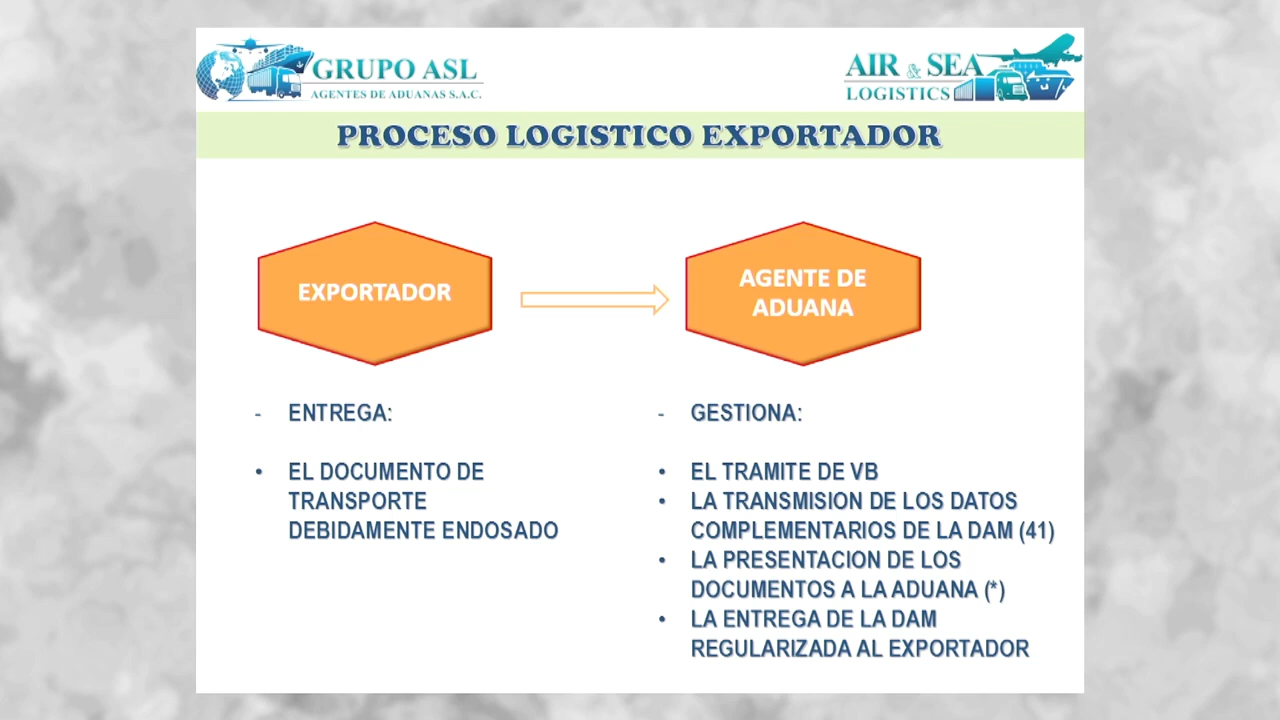 GRUPO ASL
AGENTES DE ADUANAS S.A.C.
AIR & SEA
LOGISTICS
PROCESO LOGISTICO EXPORTADOR
EXPORTADOR
AGENTE DE
ADUANA
- ENTREGA:
• EL DOCUMENTO DE
TRANSPORTE
DEBIDAMENTE ENDOSADO
- GESTIONA:
• EL TRAMITE DE VB
• LA TRANSMISION DE LOS DATOS
COMPLEMENTARIOS DE LA DAM (41)
• LA PRESENTACION DE LOS
DOCUMENTOS A LA ADUANA (*)
• LA ENTREGA DE LA DAM
REGULARIZADA AL EXPORTADOR